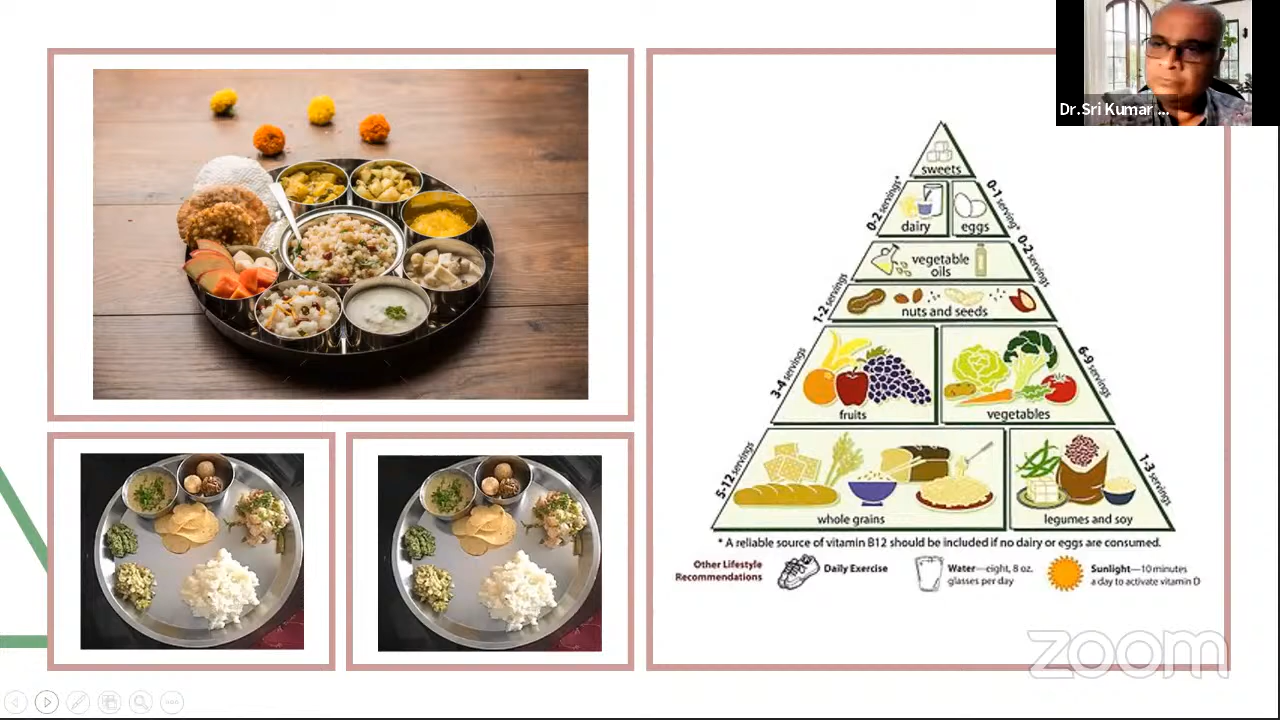 Dr.Sri Kumar ...
sweets
0-2 servings*
dairy
eggs
0-1 serving*
vegetable
oils
0-2 servings
1-2 servings
nuts and seeds
3-4 servings
fruits
vegetables
6-9 servings
5-12 servings
whole grains
legumes and soy
1-3 servings
* A reliable source of vitamin B12 should be included if no dairy or eggs are consumed.
Other Lifestyle
Recommendations
Daily Exercise
Water—eight, 8 oz.
glasses per day
Sunlight—10 minutes
a day to activate vitamin D
zoom